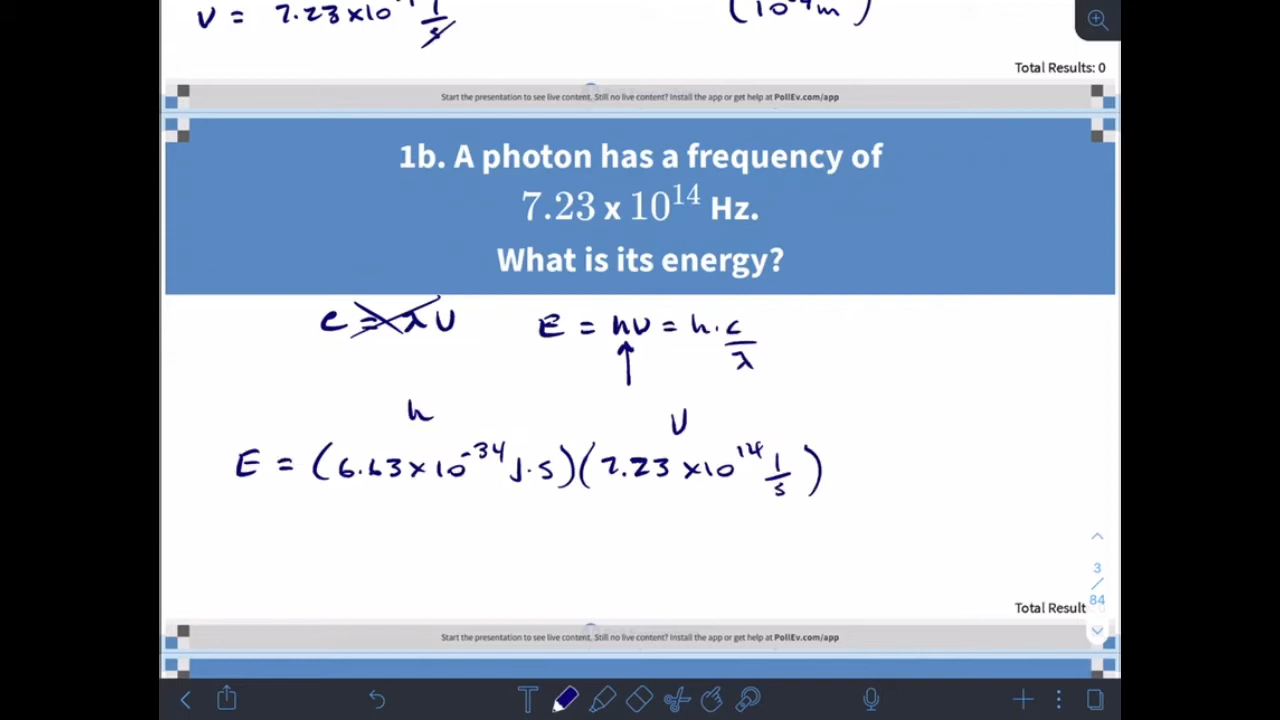 ν = 7.23×10
1/s
(10⁻⁹m)
Total Results: 0
Start the presentation to see live content. Still no live content? Install the app or get help at PollEv.com/app
1b. A photon has a frequency of
7.23 x 10¹⁴ Hz.
What is its energy?
c = λν E = hν = h·c/λ
h ν
E = (6.63×10⁻³⁴ J·s)(7.23×10¹⁴ 1/s)
3
/
84
Total Result
Start the presentation to see live content. Still no live content? Install the app or get help at PollEv.com/app
T